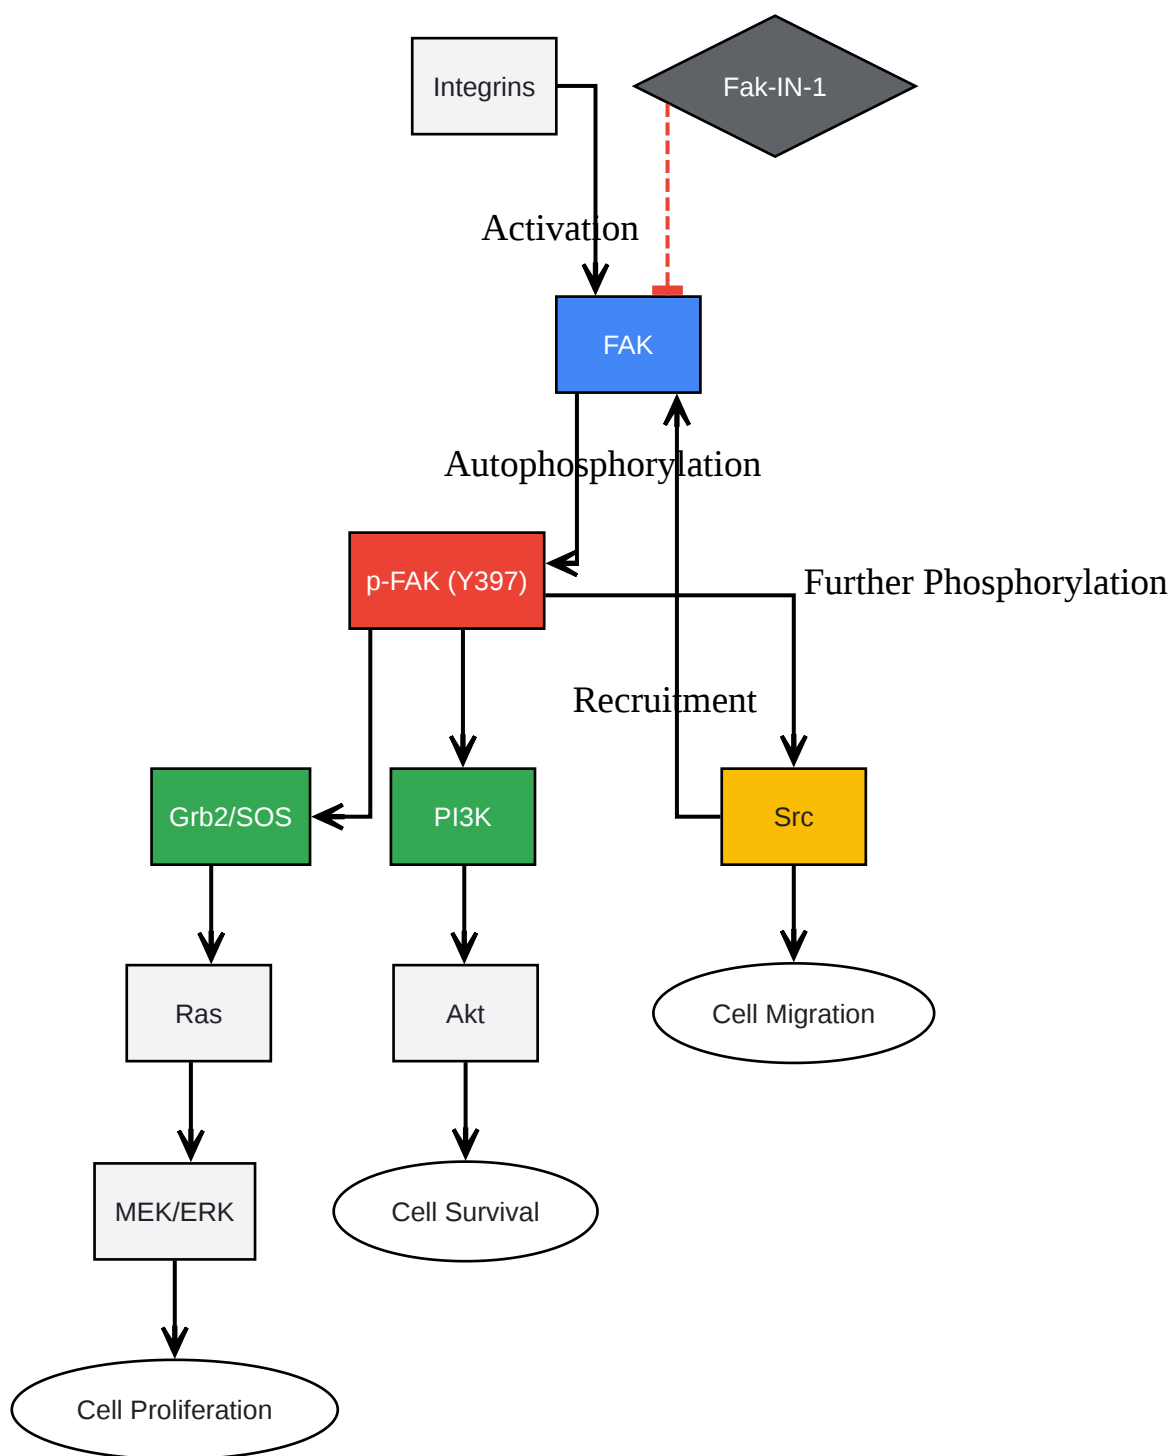 Integrins
Fak-IN-1
Activation
FAK
Autophosphorylation
p-FAK (Y397)
Further Phosphorylation
Recruitment
Grb2/SOS
PI3K
Src
Ras
Akt
Cell Migration
MEK/ERK
Cell Survival
Cell Proliferation